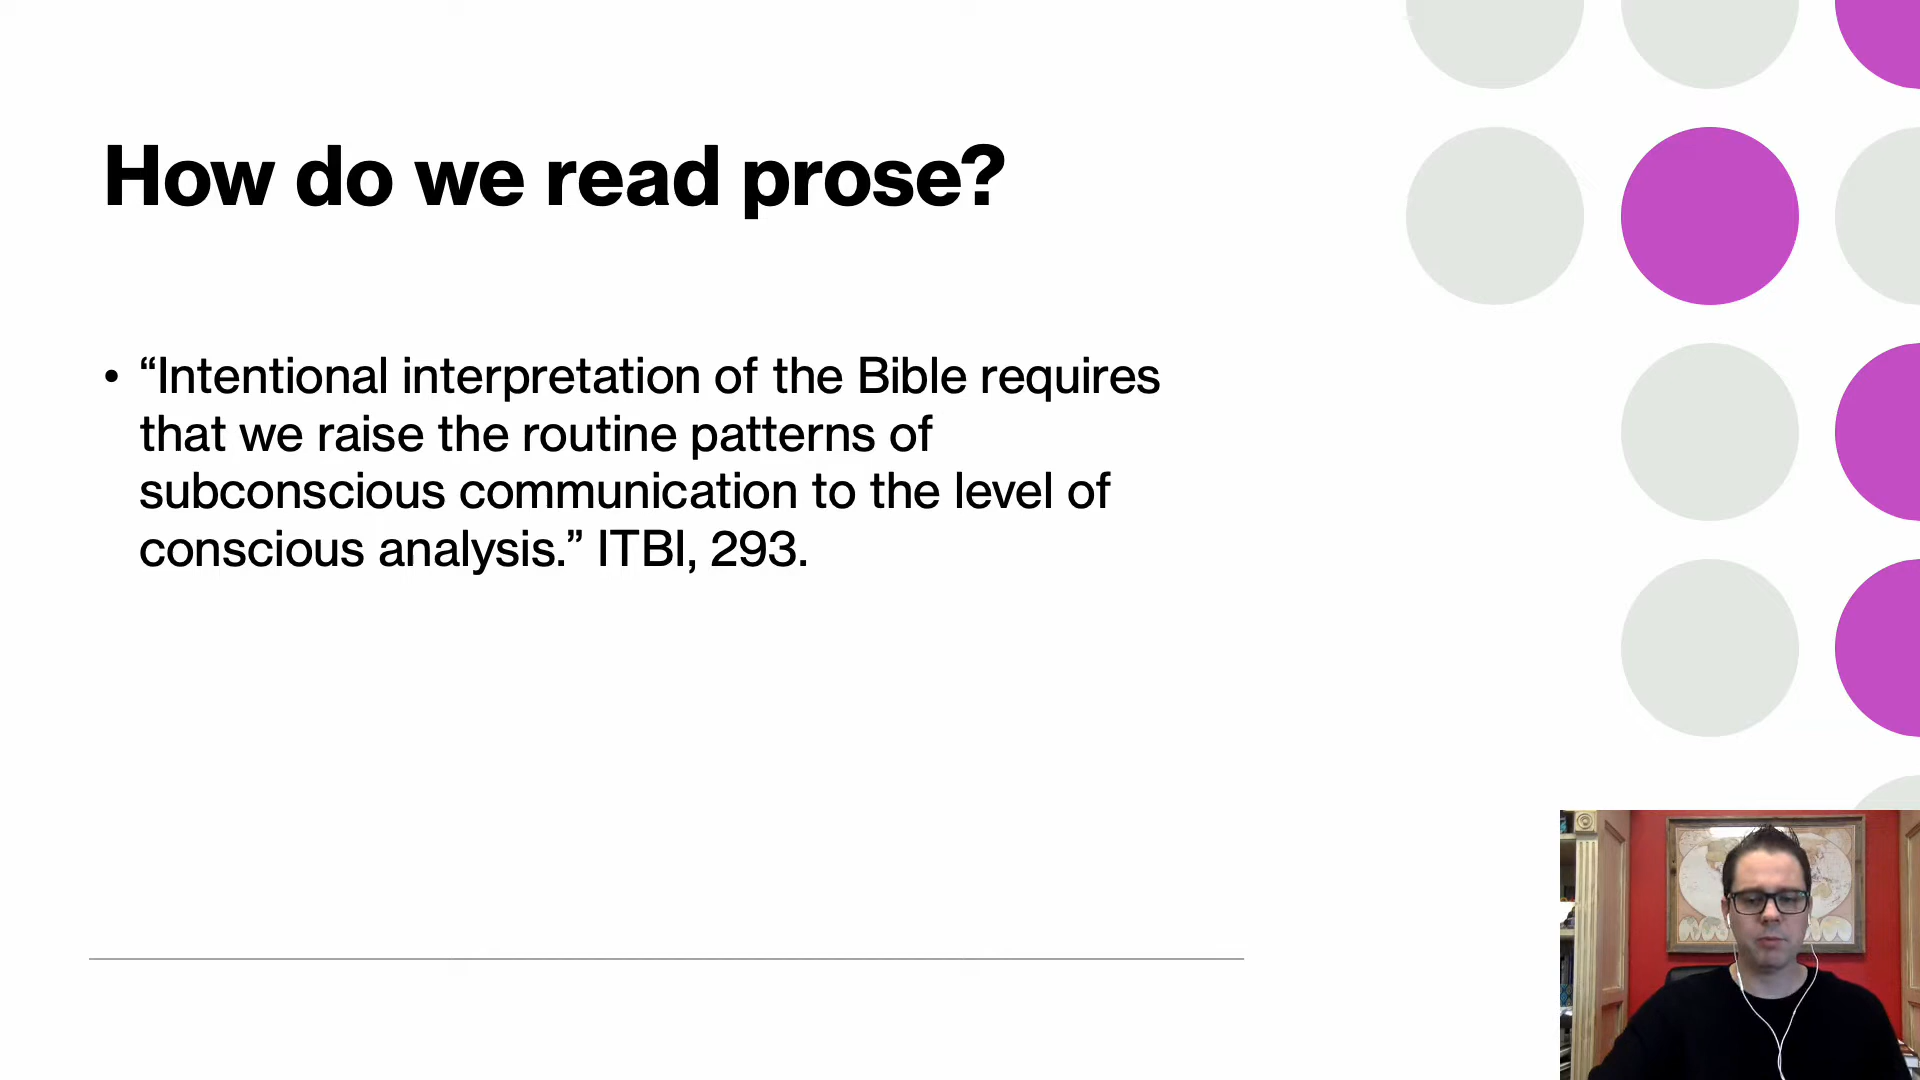 How do we read prose?
• “Intentional interpretation of the Bible requires
that we raise the routine patterns of
subconscious communication to the level of
conscious analysis.” ITBI, 293.